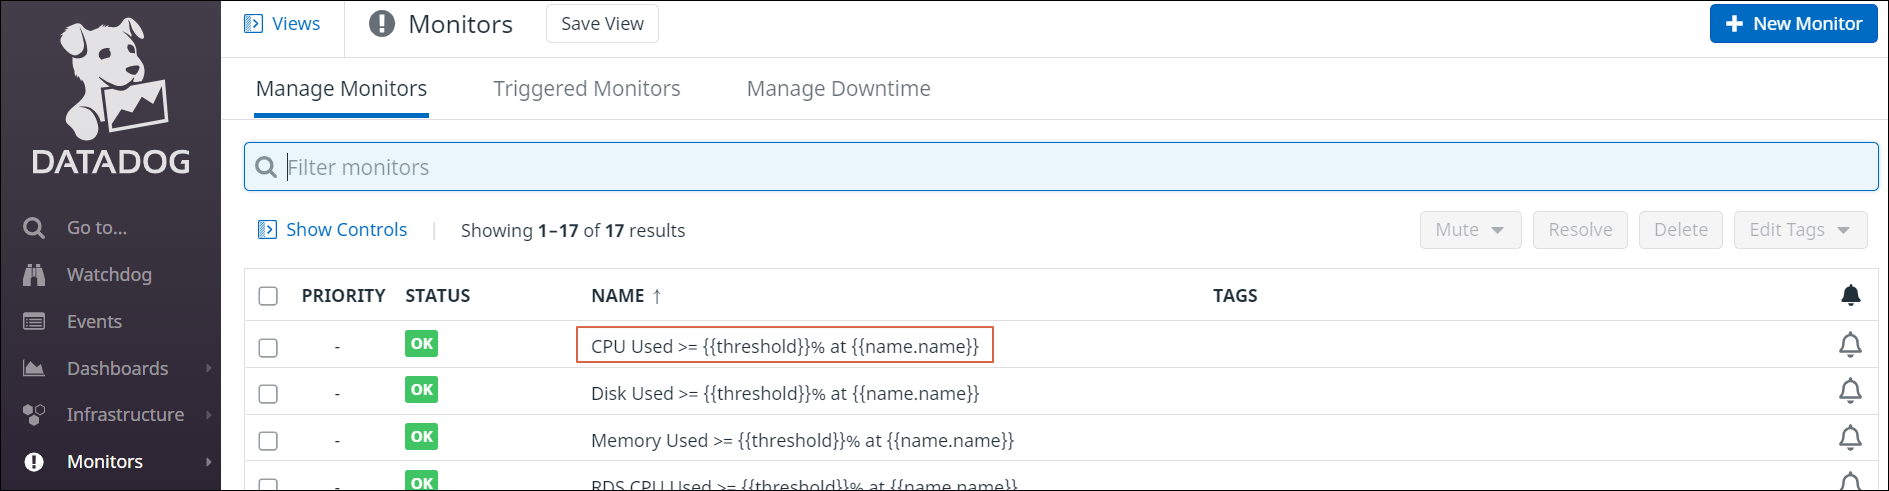 DATADOG
Go to...
Watchdog
Events
Dashboards
Infrastructure
Monitors
Views
Monitors
Save View
New Monitor
Manage Monitors
Triggered Monitors
Manage Downtime
Filter monitors
Show Controls
Showing 1–17 of 17 results
Mute
Resolve
Delete
Edit Tags
PRIORITY STATUS NAME ↑ TAGS
- OK CPU Used >= {{threshold}}% at {{name.name}}
- OK Disk Used >= {{threshold}}% at {{name.name}}
- OK Memory Used >= {{threshold}}% at {{name.name}}
OK RDS CPU Used >= {{threshold}}% at {{name.name}}